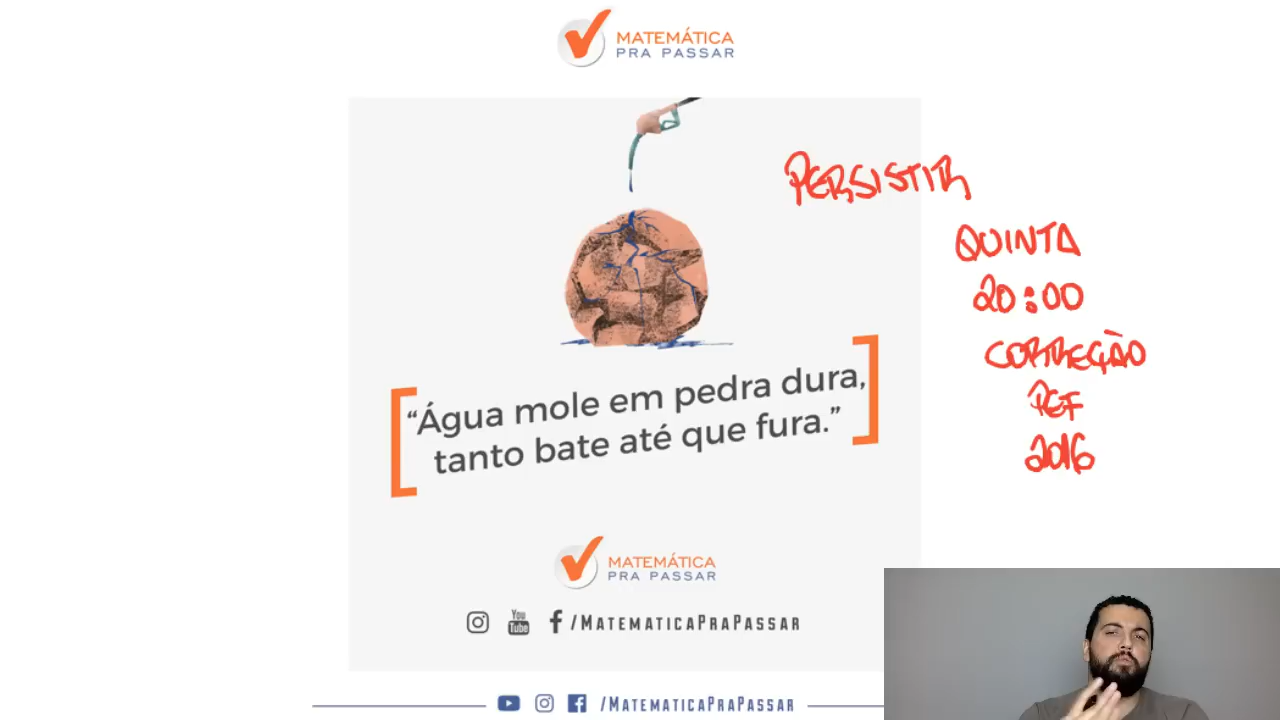 MATEMÁTICA
PRA PASSAR
PERSISTIR
QUINTA
20:00
CORREÇÃO
PEF
2016
“Água mole em pedra dura,
tanto bate até que fura.”
MATEMÁTICA
PRA PASSAR
You
Tube
/MATEMATICAPRAPASSAR
/MATEMATICAPRAPASSAR